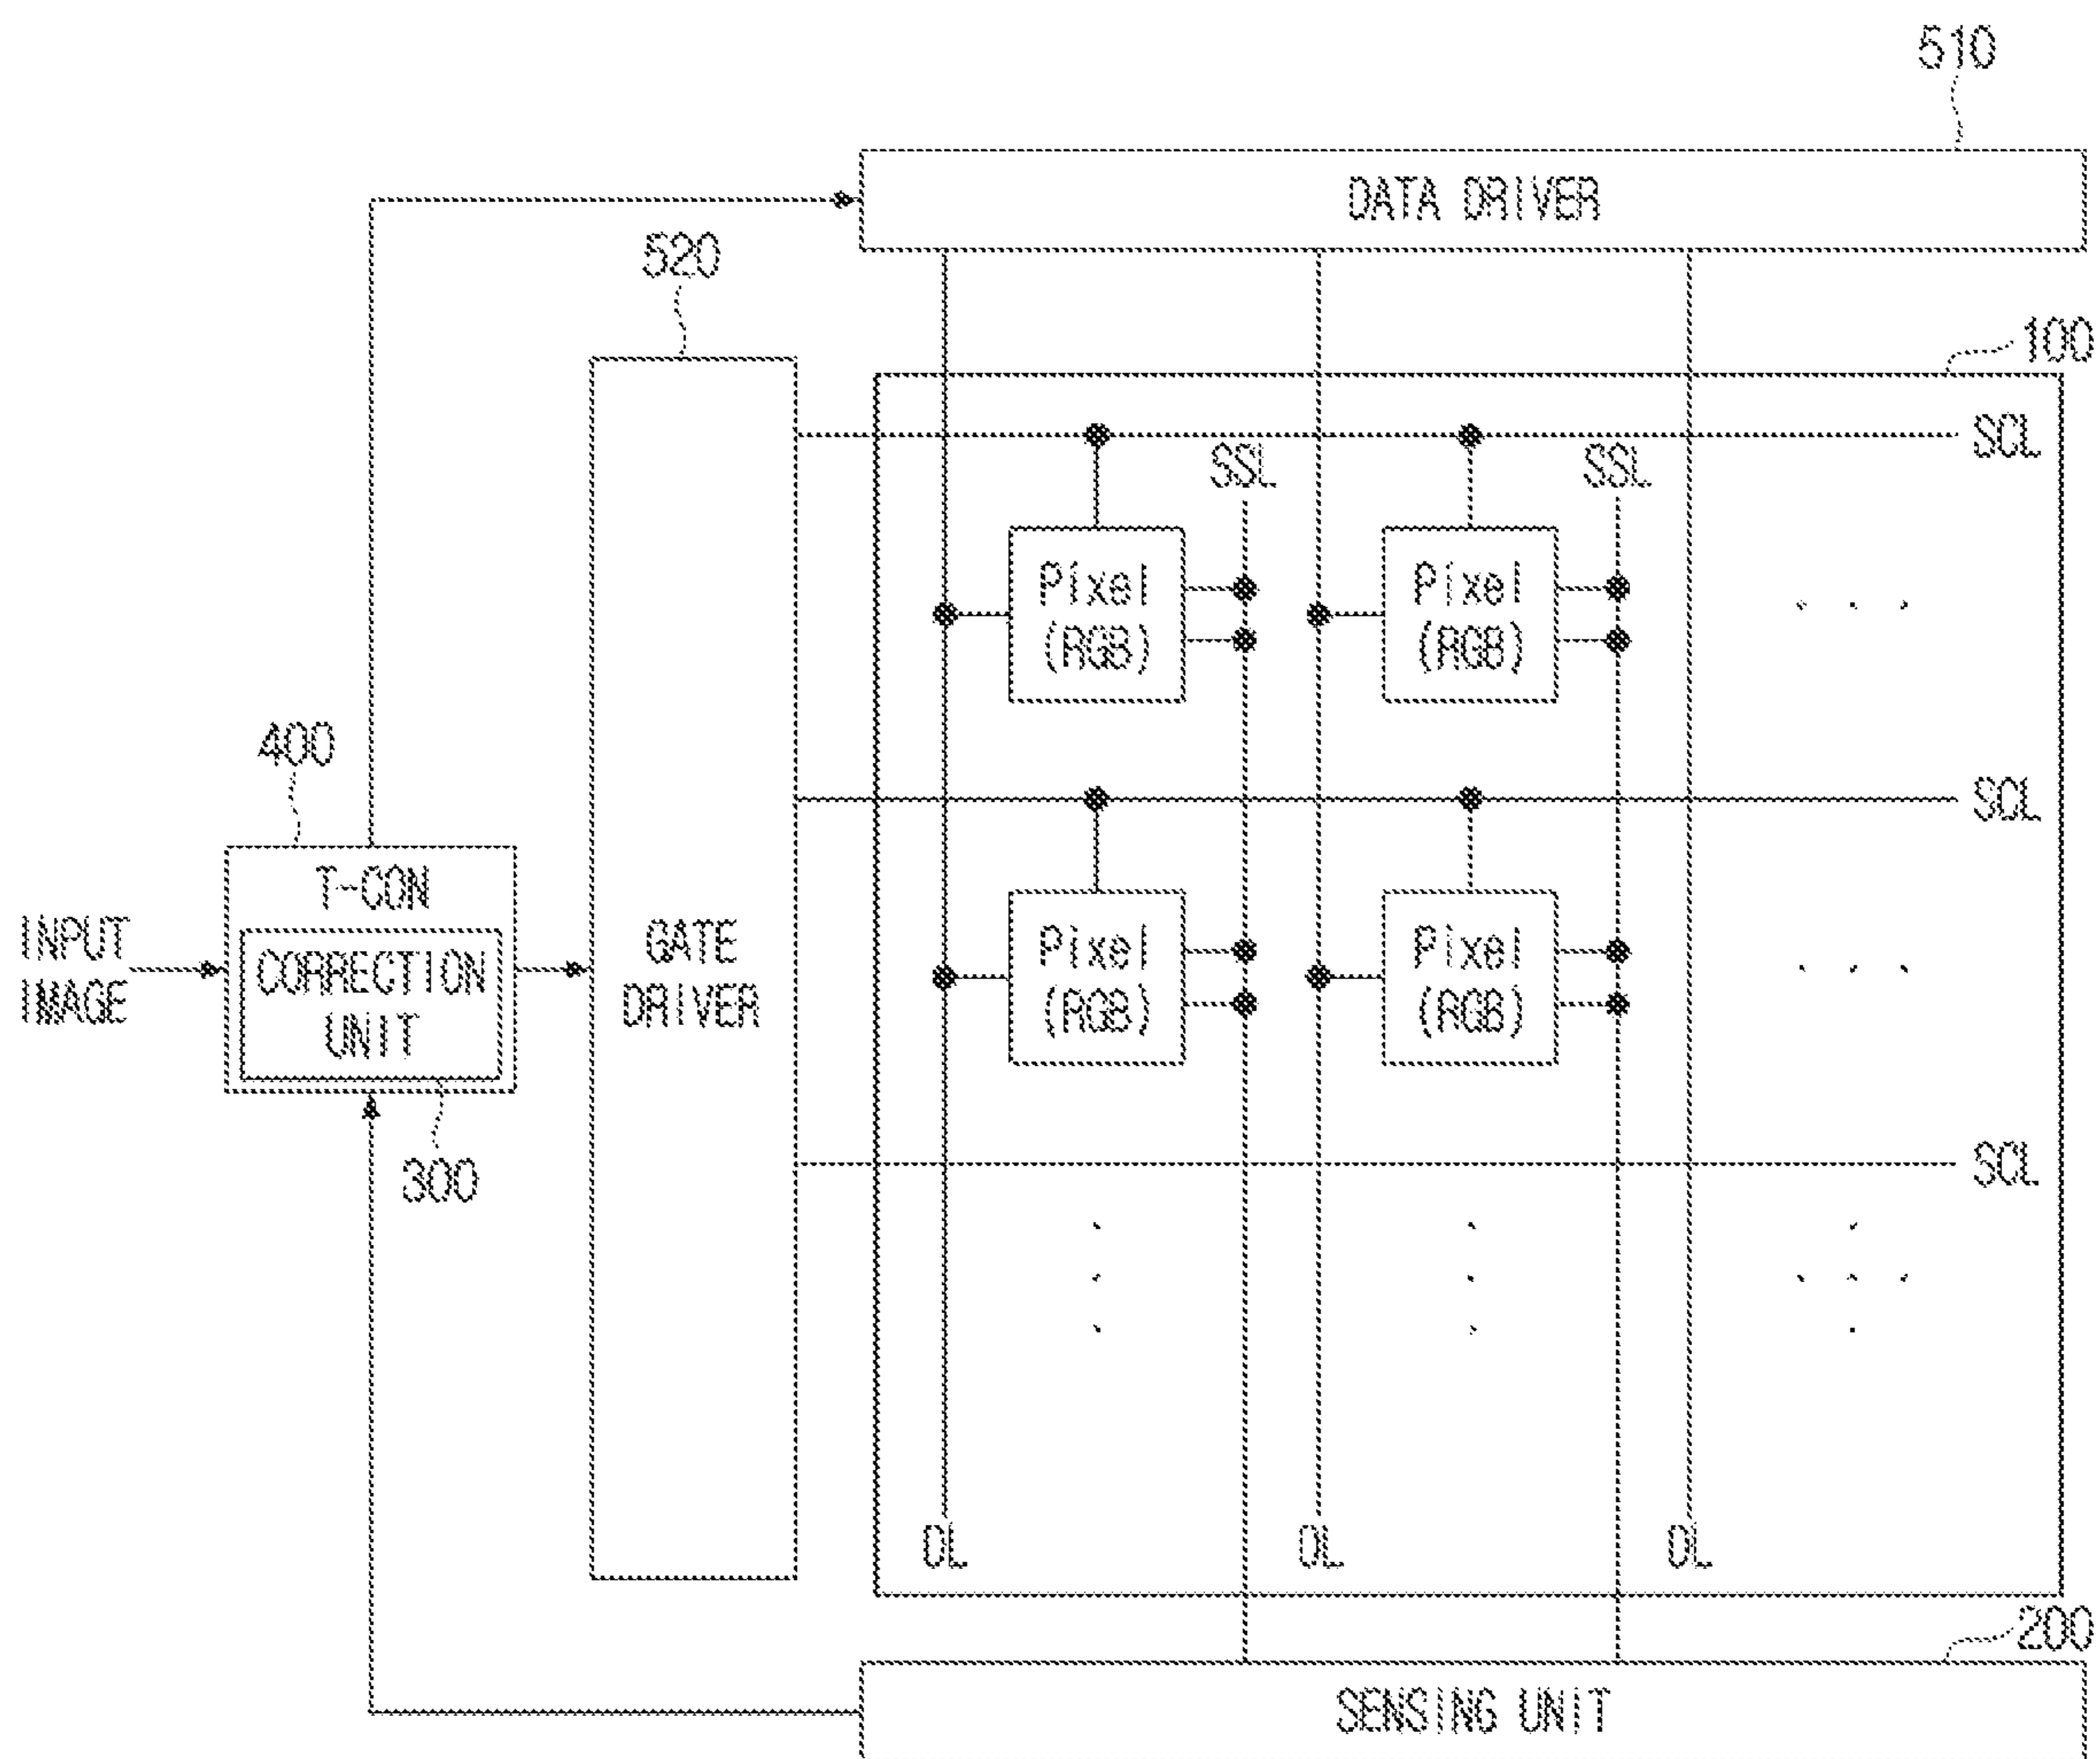 510
DATA DRIVER
520
100
SCL
SSL
SSL
Pixel
(RGB)
Pixel
(RGB)
400
SCL
T-CON
INPUT
IMAGE
CORRECTION
UNIT
GATE
DRIVER
Pixel
(RGB)
Pixel
(RGB)
300
SCL
DL
DL
DL
200
SENSING UNIT